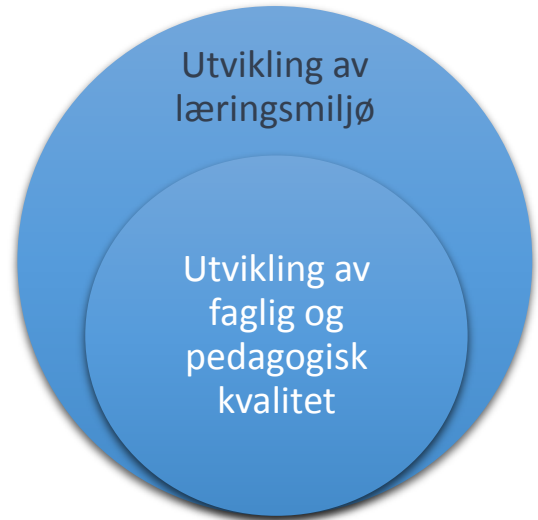 Utvikling av
læringsmiljø
Utvikling av
faglig og
pedagogisk
kvalitet